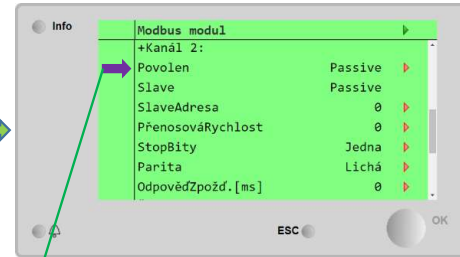 Info
Modbus modul
+Kanál 2:
Povolen Passive
Slave Passive
SlaveAdresa 0
PřenosováRychlost 0
StopBity Jedna
Parita Lichá
OdpověďZpožď.[ms] 0
ESC
OK